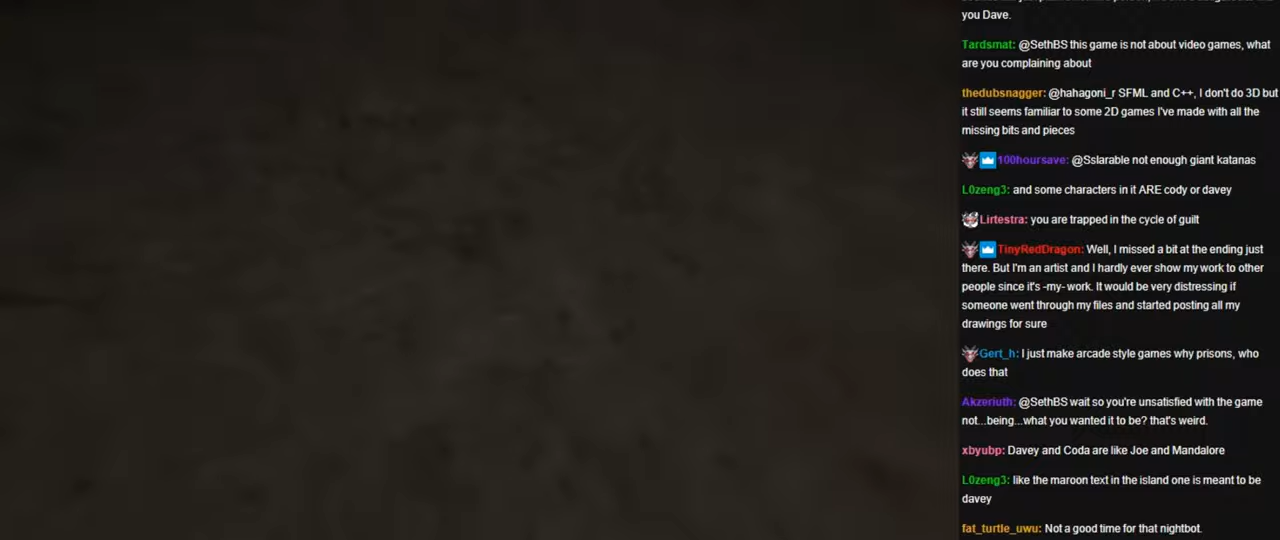 you Dave.
Tardsmat: @SethBS this game is not about video games, what
are you complaining about
thedubsnagger: @hahagoni_r SFML and C++, I don't do 3D but
it still seems familiar to some 2D games I've made with all the
missing bits and pieces
100hoursave: @Sslarable not enough giant katanas
L0zeng3: and some characters in it ARE cody or davey
Lirtestra: you are trapped in the cycle of guilt
TinyRedDragon: Well, I missed a bit at the ending just
there. But I'm an artist and I hardly ever show my work to other
people since it's -my- work. It would be very distressing if
someone went through my files and started posting all my
drawings for sure
Gert_h: I just make arcade style games why prisons, who
does that
Akzeriuth: @SethBS wait so you're unsatisfied with the game
not...being...what you wanted it to be? that's weird.
xbyubp: Davey and Coda are like Joe and Mandalore
L0zeng3: like the maroon text in the island one is meant to be
davey
fat_turtle_uwu: Not a good time for that nightbot.